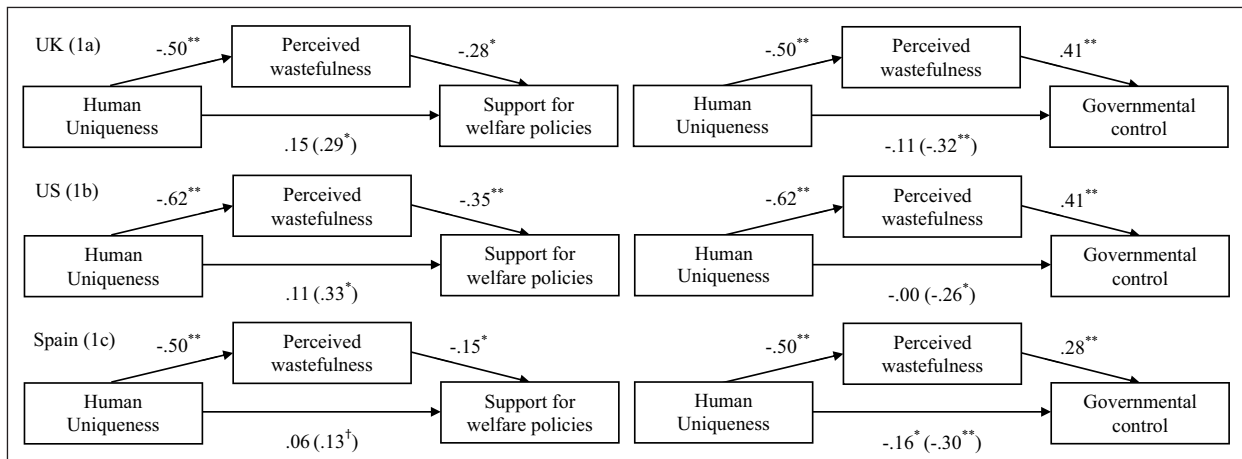 UK (1a)
-.50**
Perceived
wastefulness
-.28*
Human
Uniqueness
Support for
welfare policies
.15 (.29*)
-.50**
Perceived
wastefulness
.41**
Human
Uniqueness
Governmental
control
-.11 (-.32**)
US (1b)
-.62**
Perceived
wastefulness
-.35**
Human
Uniqueness
Support for
welfare policies
.11 (.33*)
-.62**
Perceived
wastefulness
.41**
Human
Uniqueness
Governmental
control
-.00 (-.26*)
Spain (1c)
-.50**
Perceived
wastefulness
-.15*
Human
Uniqueness
Support for
welfare policies
.06 (.13†)
-.50**
Perceived
wastefulness
.28**
Human
Uniqueness
Governmental
control
-.16* (-.30**)